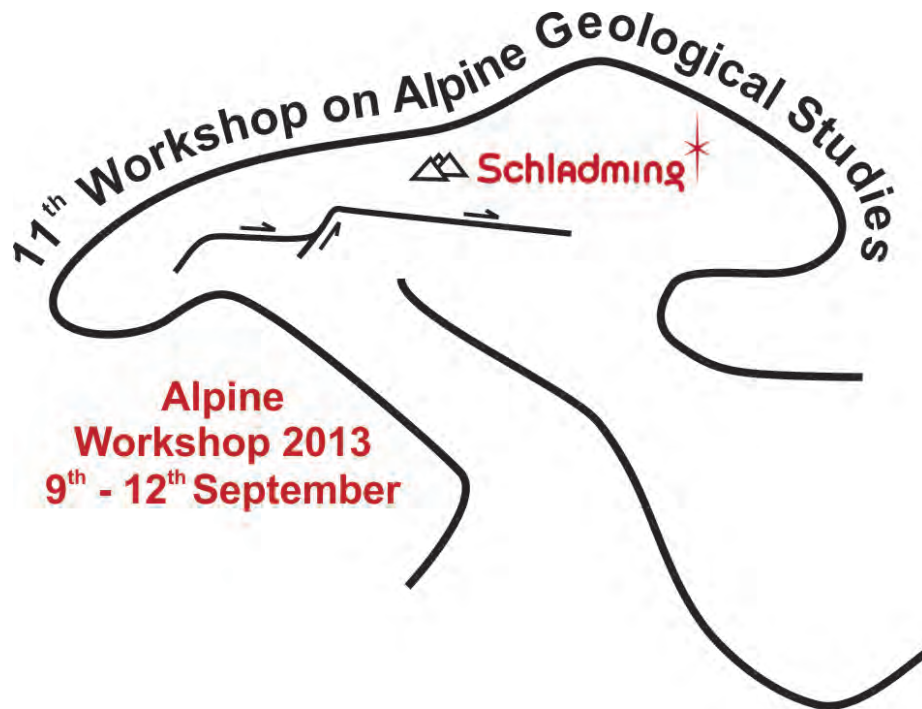 11th Workshop on Alpine Geological Studies
Schladming
Alpine
Workshop 2013
9th - 12th September